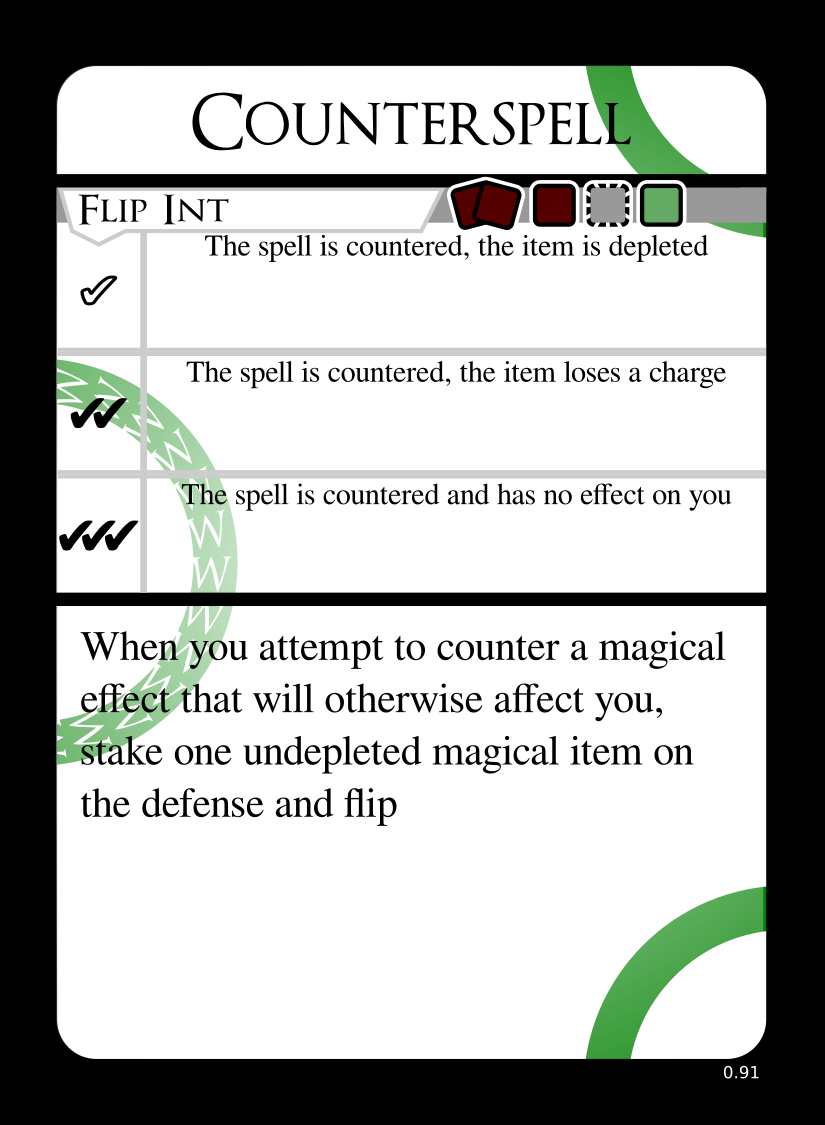 Counterspell
Flip Int
The spell is countered, the item is depleted
The spell is countered, the item loses a charge
The spell is countered and has no effect on you
When you attempt to counter a magical
effect that will otherwise affect you,
stake one undepleted magical item on
the defense and flip
0.91